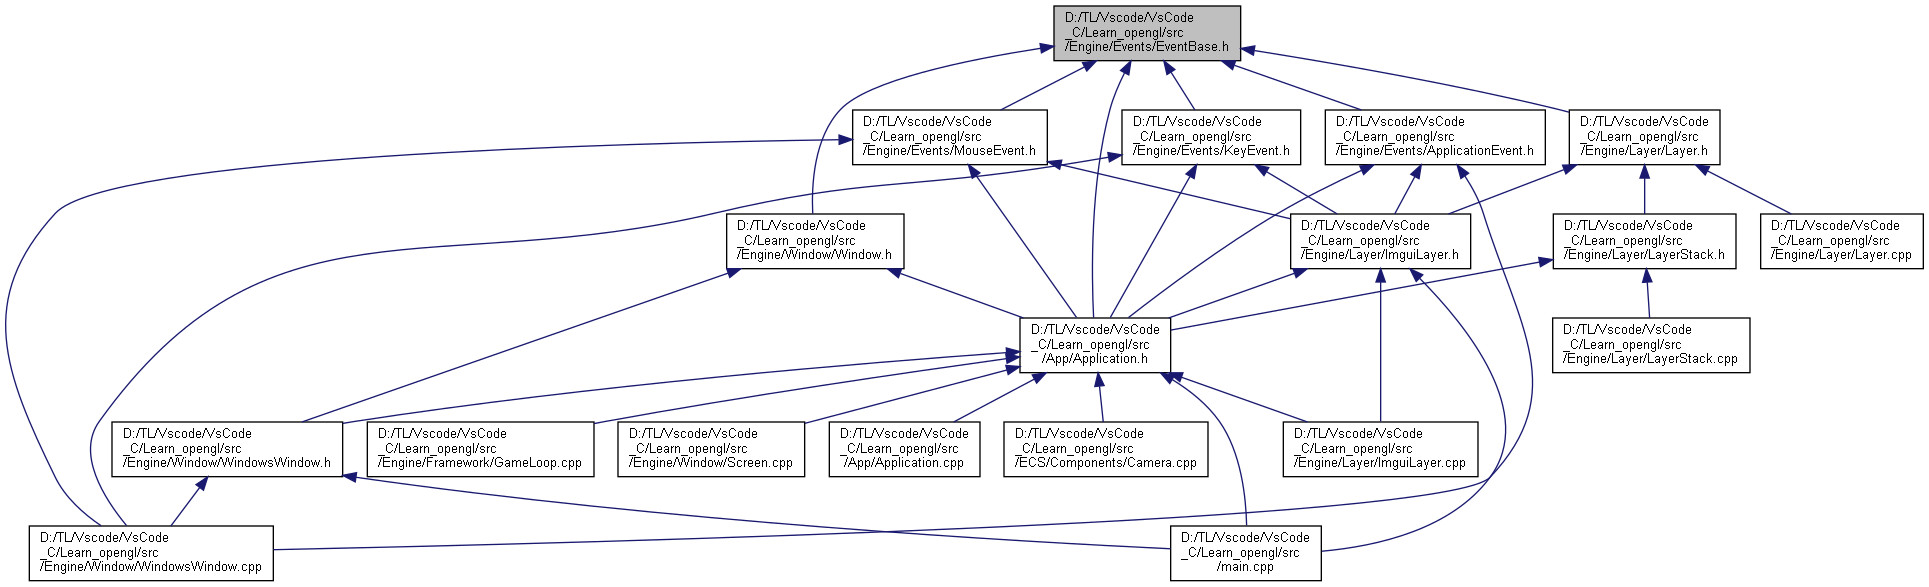 D:/TL/Vscode/VsCode
_C/Learn_opengl/src
/Engine/Events/EventBase.h
D:/TL/Vscode/VsCode
_C/Learn_opengl/src
/Engine/Events/MouseEvent.h
D:/TL/Vscode/VsCode
_C/Learn_opengl/src
/Engine/Events/KeyEvent.h
D:/TL/Vscode/VsCode
_C/Learn_opengl/src
/Engine/Events/ApplicationEvent.h
D:/TL/Vscode/VsCode
_C/Learn_opengl/src
/Engine/Layer/Layer.h
D:/TL/Vscode/VsCode
_C/Learn_opengl/src
/Engine/Window/Window.h
D:/TL/Vscode/VsCode
_C/Learn_opengl/src
/Engine/Layer/ImguiLayer.h
D:/TL/Vscode/VsCode
_C/Learn_opengl/src
/Engine/Layer/LayerStack.h
D:/TL/Vscode/VsCode
_C/Learn_opengl/src
/Engine/Layer/Layer.cpp
D:/TL/Vscode/VsCode
_C/Learn_opengl/src
/App/Application.h
D:/TL/Vscode/VsCode
_C/Learn_opengl/src
/Engine/Layer/LayerStack.cpp
D:/TL/Vscode/VsCode
_C/Learn_opengl/src
/Engine/Window/WindowsWindow.h
D:/TL/Vscode/VsCode
_C/Learn_opengl/src
/Engine/Framework/GameLoop.cpp
D:/TL/Vscode/VsCode
_C/Learn_opengl/src
/Engine/Window/Screen.cpp
D:/TL/Vscode/VsCode
_C/Learn_opengl/src
/App/Application.cpp
D:/TL/Vscode/VsCode
_C/Learn_opengl/src
/ECS/Components/Camera.cpp
D:/TL/Vscode/VsCode
_C/Learn_opengl/src
/Engine/Layer/ImguiLayer.cpp
D:/TL/Vscode/VsCode
_C/Learn_opengl/src
/Engine/Window/WindowsWindow.cpp
D:/TL/Vscode/VsCode
_C/Learn_opengl/src
/main.cpp